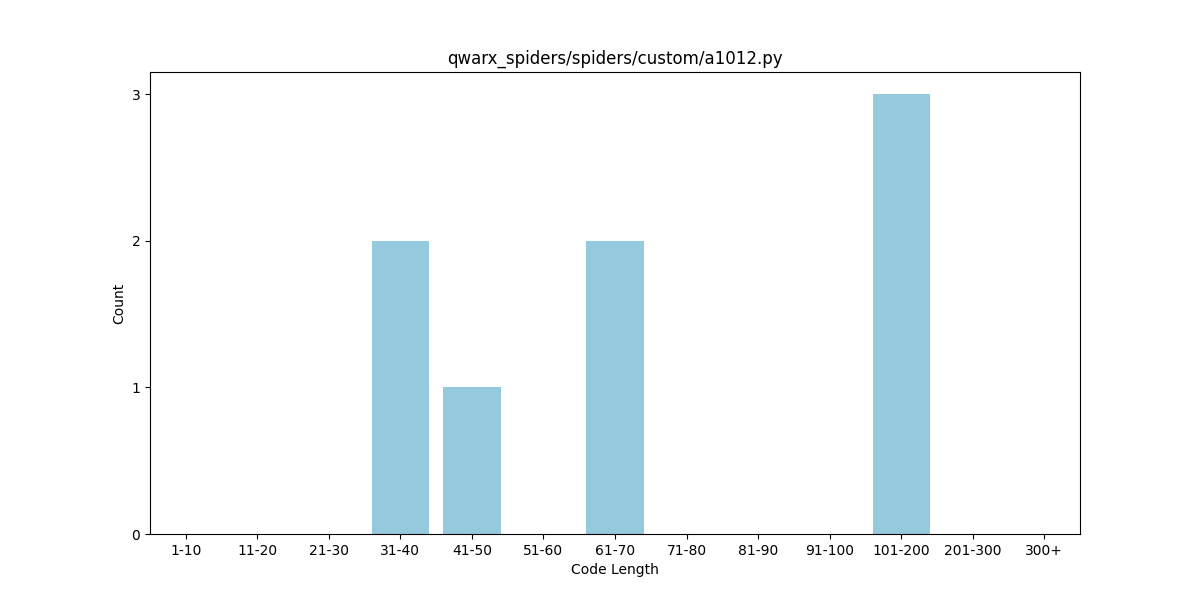 qwarx_spiders/spiders/custom/a1012.py
3
2
1
0
Count
1-10 11-20 21-30 31-40 41-50 51-60 61-70 71-80 81-90 91-100 101-200 201-300 300+
Code Length